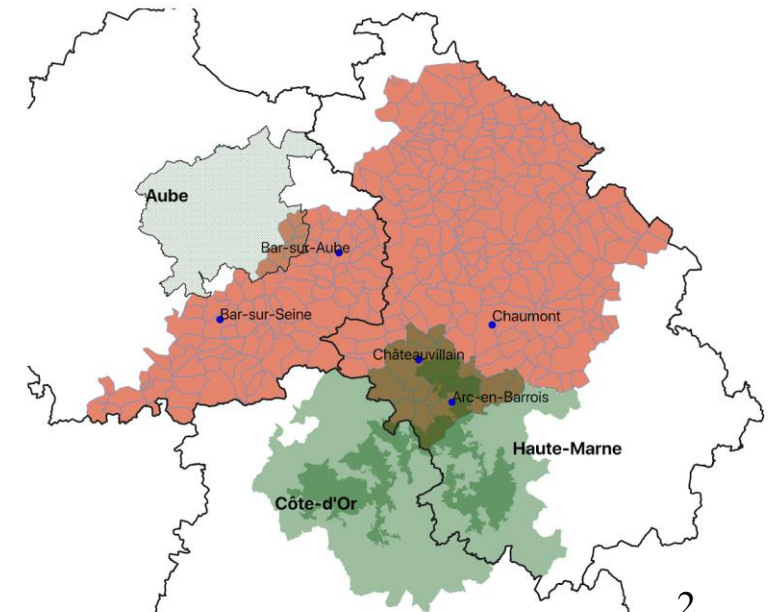 Aube
Bar-sur-Aube
Bar-sur-Seine
Chaumont
Châteauvillain
Arc-en-Barrois
Haute-Marne
Côte-d'Or
2